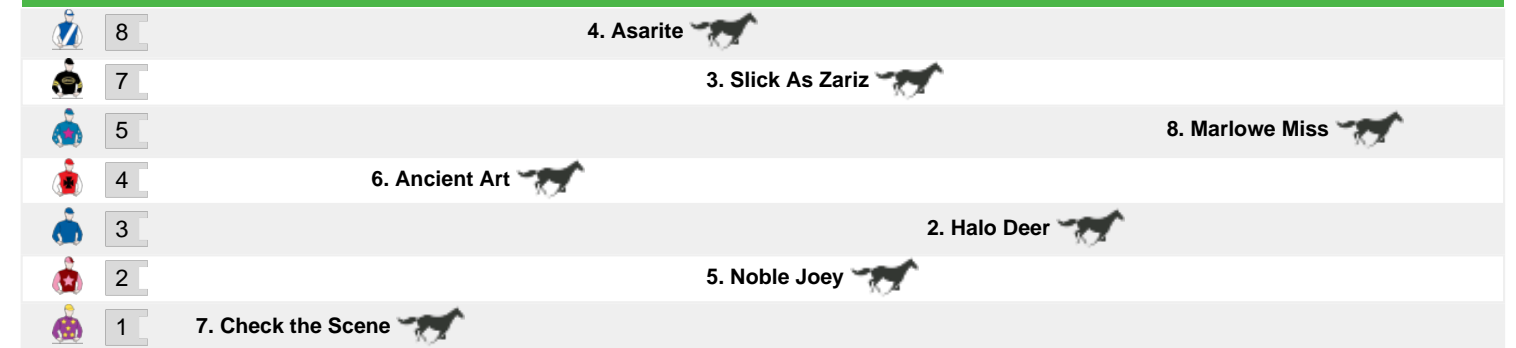 8 4. Asarite
7 3. Slick As Zariz
5 8. Marlowe Miss
4 6. Ancient Art
3 2. Halo Deer
2 5. Noble Joey
1 7. Check the Scene